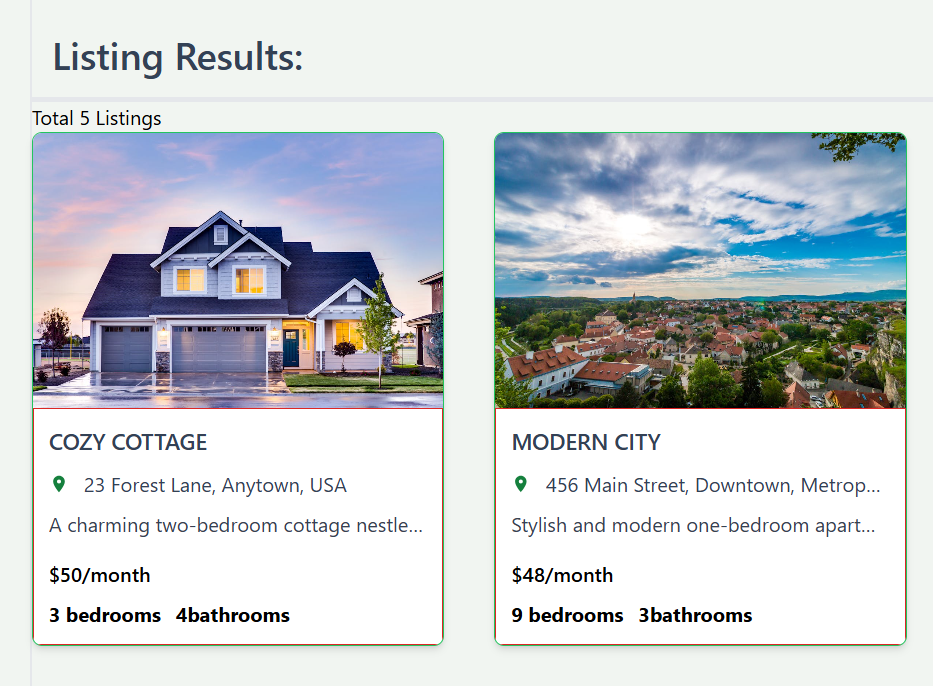 Listing Results:
Total 5 Listings
COZY COTTAGE
23 Forest Lane, Anytown, USA
A charming two-bedroom cottage nestle...
$50/month
3 bedrooms 4bathrooms
MODERN CITY
456 Main Street, Downtown, Metrop...
Stylish and modern one-bedroom apart...
$48/month
9 bedrooms 3bathrooms